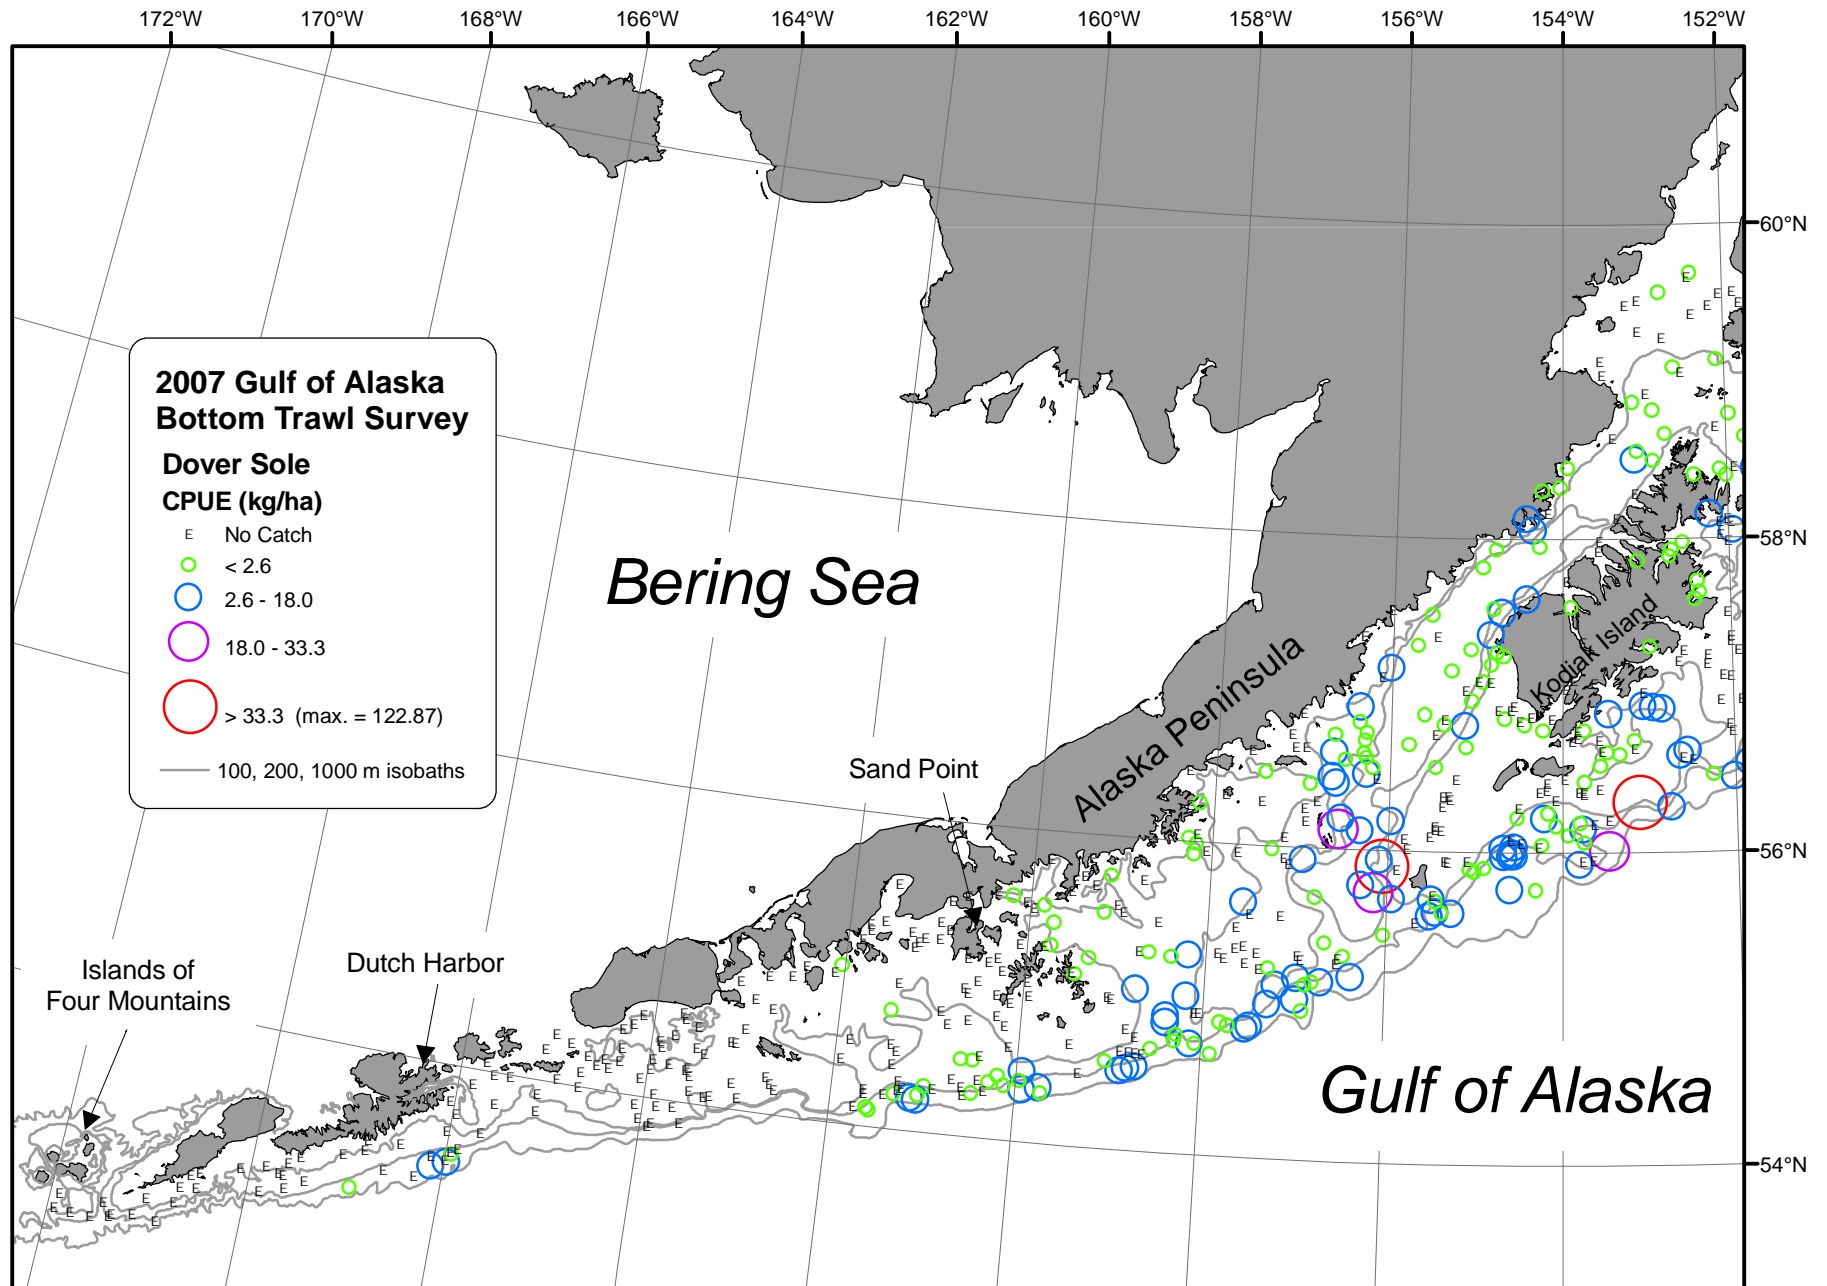 172°W 170°W 168°W 166°W 164°W 162°W 160°W 158°W 156°W 154°W 152°W
60°N
58°N
56°N
54°N
2007 Gulf of Alaska
Bottom Trawl Survey
Dover Sole
CPUE (kg/ha)
E No Catch
< 2.6
2.6 - 18.0
18.0 - 33.3
> 33.3 (max. = 122.87)
100, 200, 1000 m isobaths
Bering Sea
Alaska Peninsula
Kodiak Island
Sand Point
Dutch Harbor
Islands of
Four Mountains
Gulf of Alaska